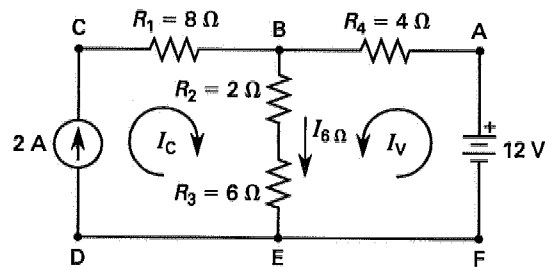 R1 = 8 Ω
R4 = 4 Ω
C
B
A
R2 = 2 Ω
2 A
IC
I6 Ω
IV
+
12 V
R3 = 6 Ω
D
E
F